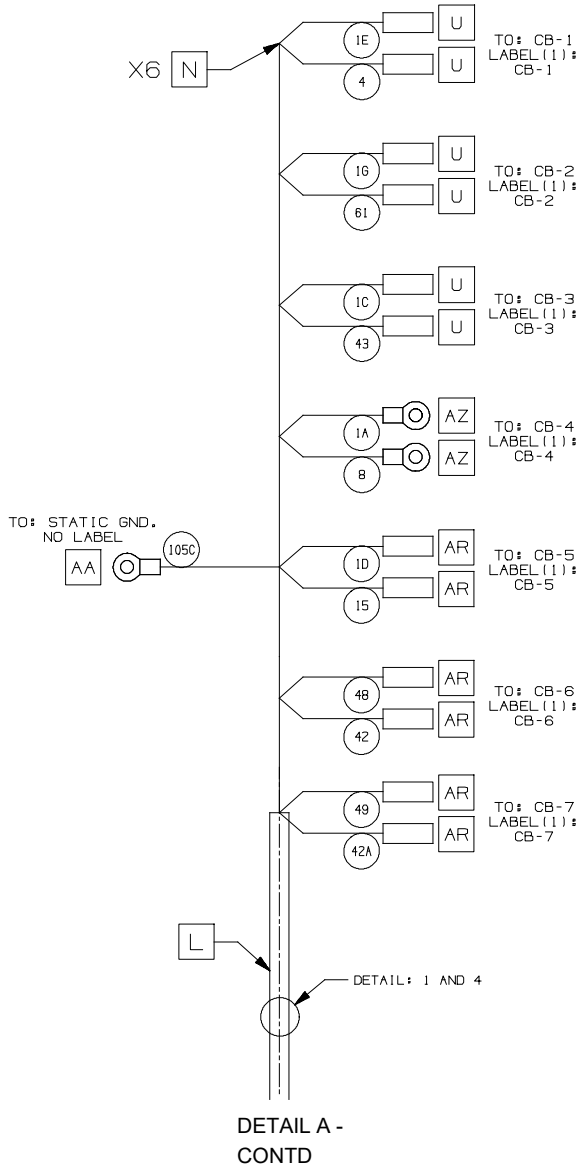 X6 N
1E U
4 U
TO: CB-1
LABEL(1):
CB-1
1G U
61 U
TO: CB-2
LABEL(1):
CB-2
1C U
43 U
TO: CB-3
LABEL(1):
CB-3
1A AZ
8 AZ
TO: CB-4
LABEL(1):
CB-4
TO: STATIC GND.
NO LABEL
AA 105C
1D AR
15 AR
TO: CB-5
LABEL(1):
CB-5
48 AR
42 AR
TO: CB-6
LABEL(1):
CB-6
49 AR
42A AR
TO: CB-7
LABEL(1):
CB-7
L
DETAIL: 1 AND 4
DETAIL A -
CONTD